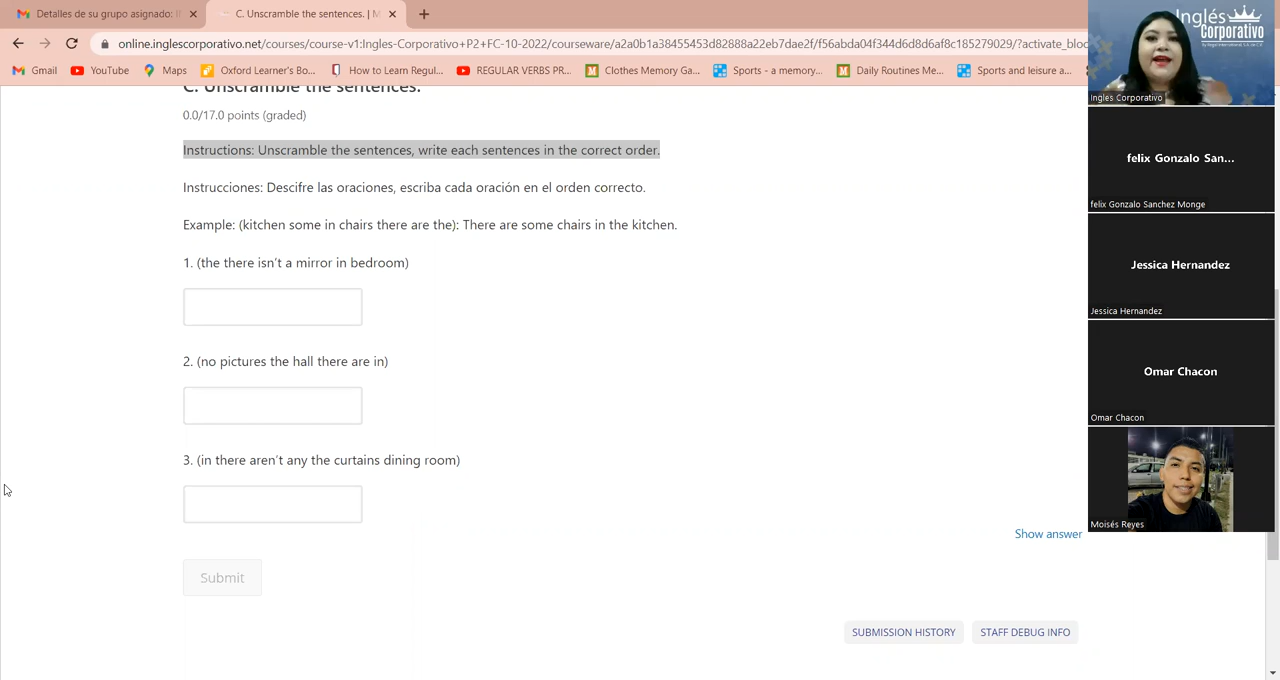 Detalles de su grupo asignado: I
C. Unscramble the sentences. | M
online.inglescorporativo.net/courses/course-v1:Ingles-Corporativo+P2+FC-10-2022/courseware/a2a0b1a38455453d82888a22eb7dae2f/f56abda04f344d6d8d6af8c185279029/?activate_bloc
Gmail YouTube Maps Oxford Learner's Bo... How to Learn Regul... REGULAR VERBS PR... Clothes Memory Ga... Sports - a memory... Daily Routines Me... Sports and leisure a...
C. Unscramble the sentences.
0.0/17.0 points (graded)
Instructions: Unscramble the sentences, write each sentences in the correct order.
Instrucciones: Descifre las oraciones, escriba cada oración en el orden correcto.
Example: (kitchen some in chairs there are the): There are some chairs in the kitchen.
1. (the there isn't a mirror in bedroom)
2. (no pictures the hall there are in)
3. (in there aren't any the curtains dining room)
Show answer
Submit
SUBMISSION HISTORY STAFF DEBUG INFO
Inglés
Corporativo
Ingles Corporativo
felix Gonzalo San...
felix Gonzalo Sanchez Monge
Jessica Hernandez
Jessica Hernandez
Omar Chacon
Omar Chacon
Moisés Reyes